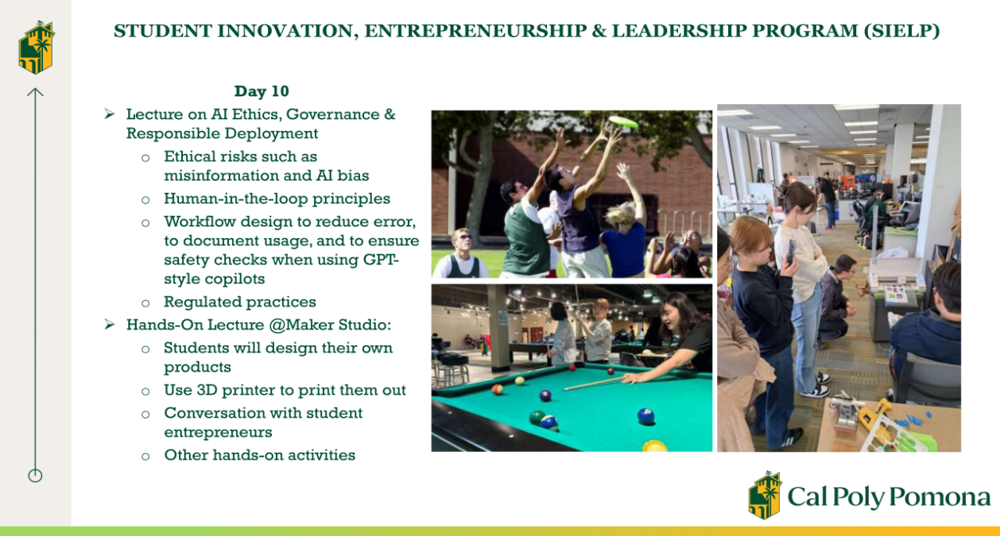 STUDENT INNOVATION, ENTREPRENEURSHIP & LEADERSHIP PROGRAM (SIELP)
Day 10
➢ Lecture on AI Ethics, Governance &
Responsible Deployment
o Ethical risks such as
misinformation and AI bias
o Human-in-the-loop principles
o Workflow design to reduce error,
to document usage, and to ensure
safety checks when using GPT-
style copilots
o Regulated practices
➢ Hands-On Lecture @Maker Studio:
o Students will design their own
products
o Use 3D printer to print them out
o Conversation with student
entrepreneurs
o Other hands-on activities
Cal Poly Pomona